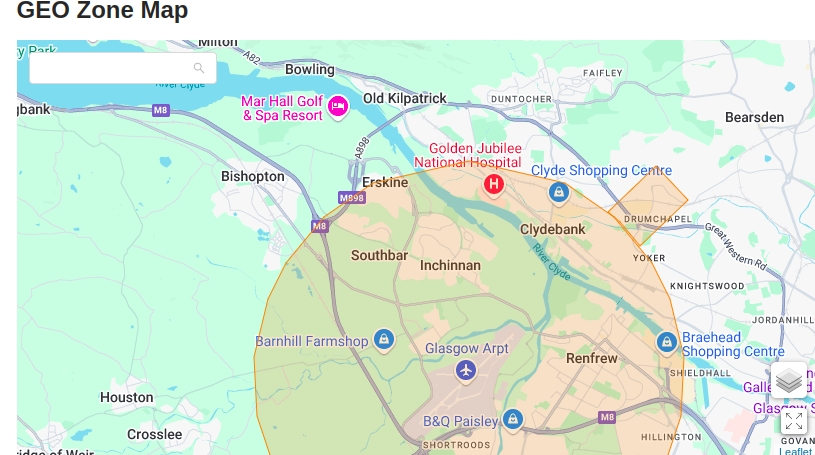 GEO Zone Map
Milton
ry Park
A82
Bowling
FAIFLEY
River Clyde
gbank
M8
Mar Hall Golf
& Spa Resort
Old Kilpatrick
DUNTOCHER
Bearsden
A898
Golden Jubilee
National Hospital
Clyde Shopping Centre
Bishopton
Erskine
M898
M8
DRUMCHAPEL
Clydebank
Great Western Rd
Southbar
Inchinnan
River Clyde
YOKER
KNIGHTSWOOD
JORDANHILL
Barnhill Farmshop
Glasgow Arpt
Renfrew
Braehead
Shopping Centre
SHIELDHALL
Houston
Galle
Glasgow S
M8
B&Q Paisley
Crosslee
SHORTROODS
HILLINGTON
GOVAN
ridge of Weir
Leaflet